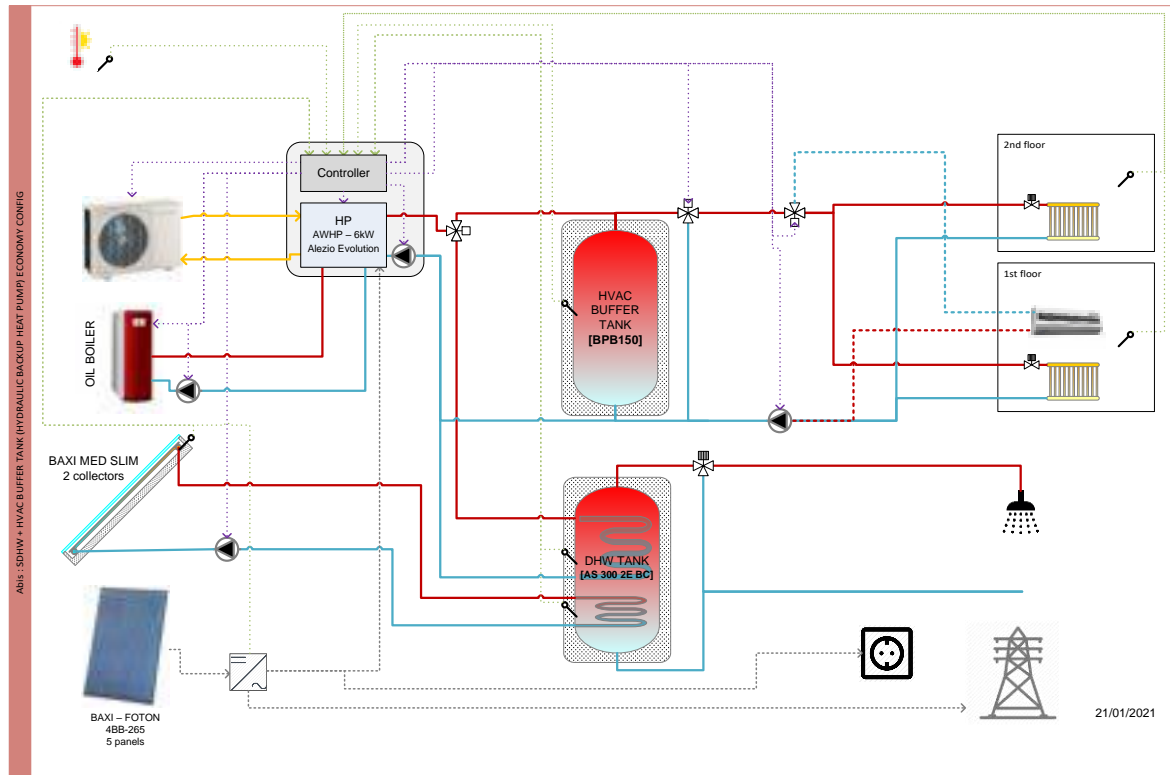 Abis : SDHW + HVAC BUFFER TANK (HYDRAULIC BACKUP HEAT PUMP) ECONOMY CONFIG
Controller
HP
AWHP – 6kW
Alezio Evolution
OIL BOILER
BAXI MED SLIM
2 collectors
BAXI – FOTON
4BB-265
5 panels
HVAC
BUFFER
TANK
[BPB150]
DHW TANK
[AS 300 2E BC]
2nd floor
1st floor
21/01/2021